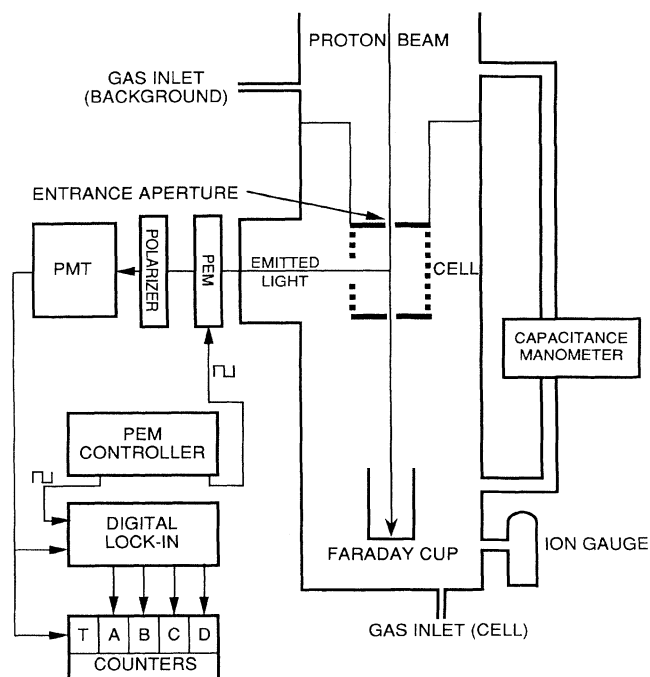 PROTON BEAM
GAS INLET
(BACKGROUND)
ENTRANCE APERTURE
PMT
POLARIZER
PEM
EMITTED
LIGHT
CELL
CAPACITANCE
MANOMETER
PEM
CONTROLLER
DIGITAL
LOCK-IN
FARADAY CUP
ION GAUGE
T A B C D
COUNTERS
GAS INLET (CELL)